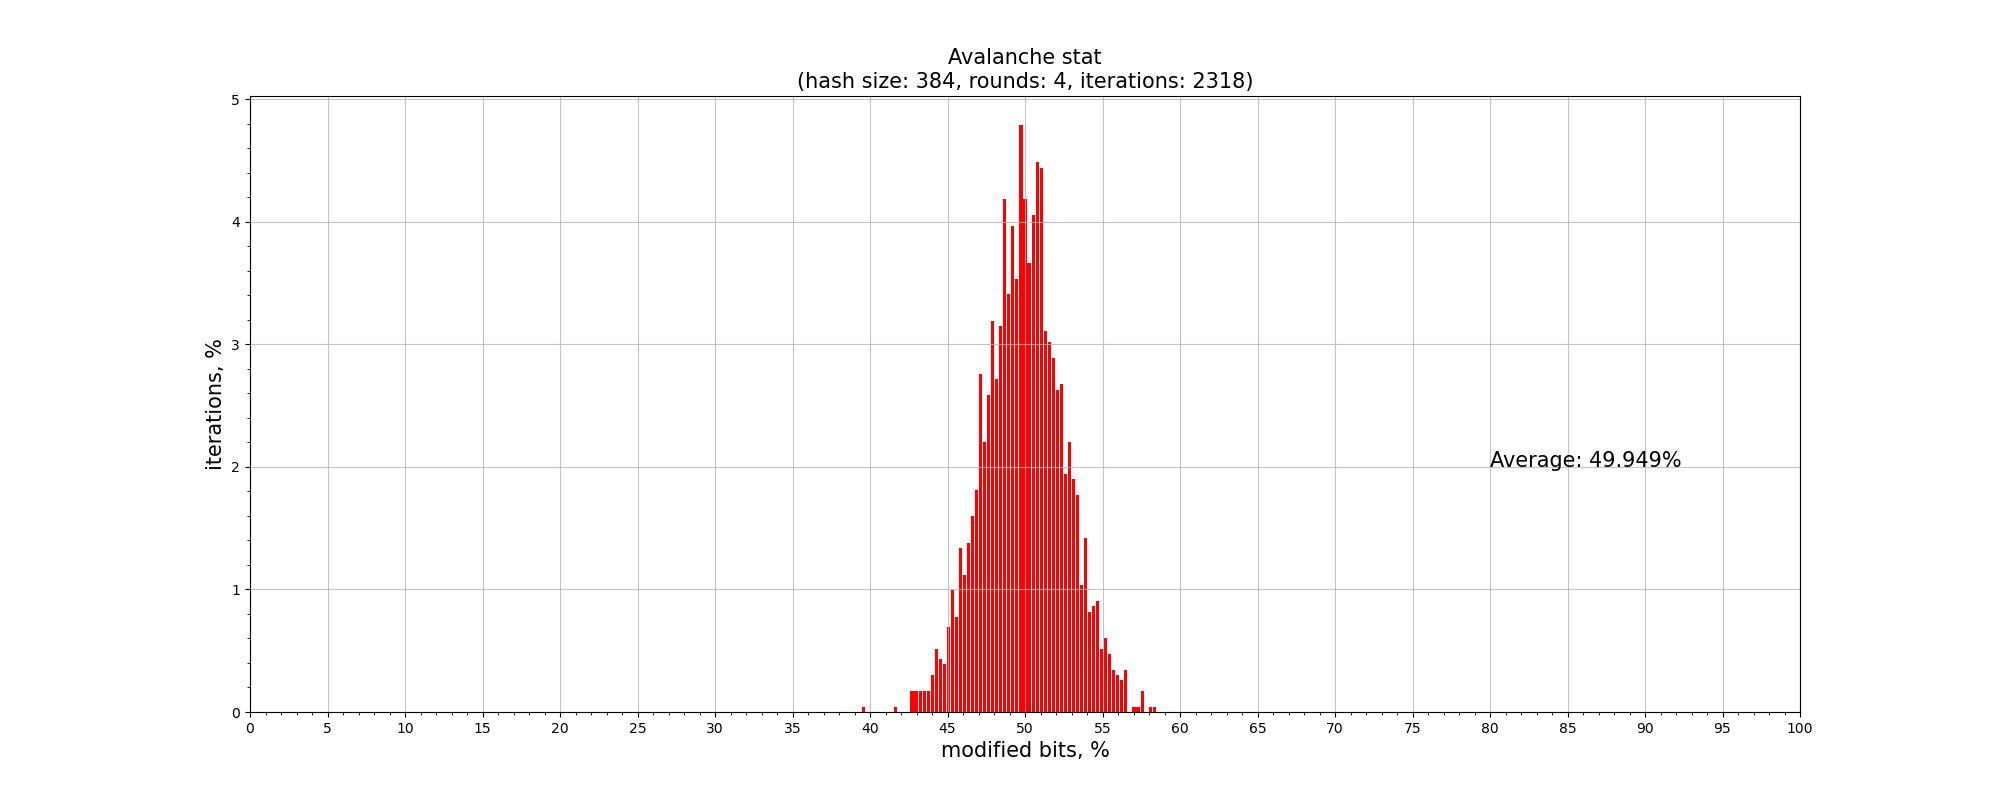 Avalanche stat
(hash size: 384, rounds: 4, iterations: 2318)
5
4
3
2
1
0
iterations, %
Average: 49.949%
0 5 10 15 20 25 30 35 40 45 50 55 60 65 70 75 80 85 90 95 100
modified bits, %